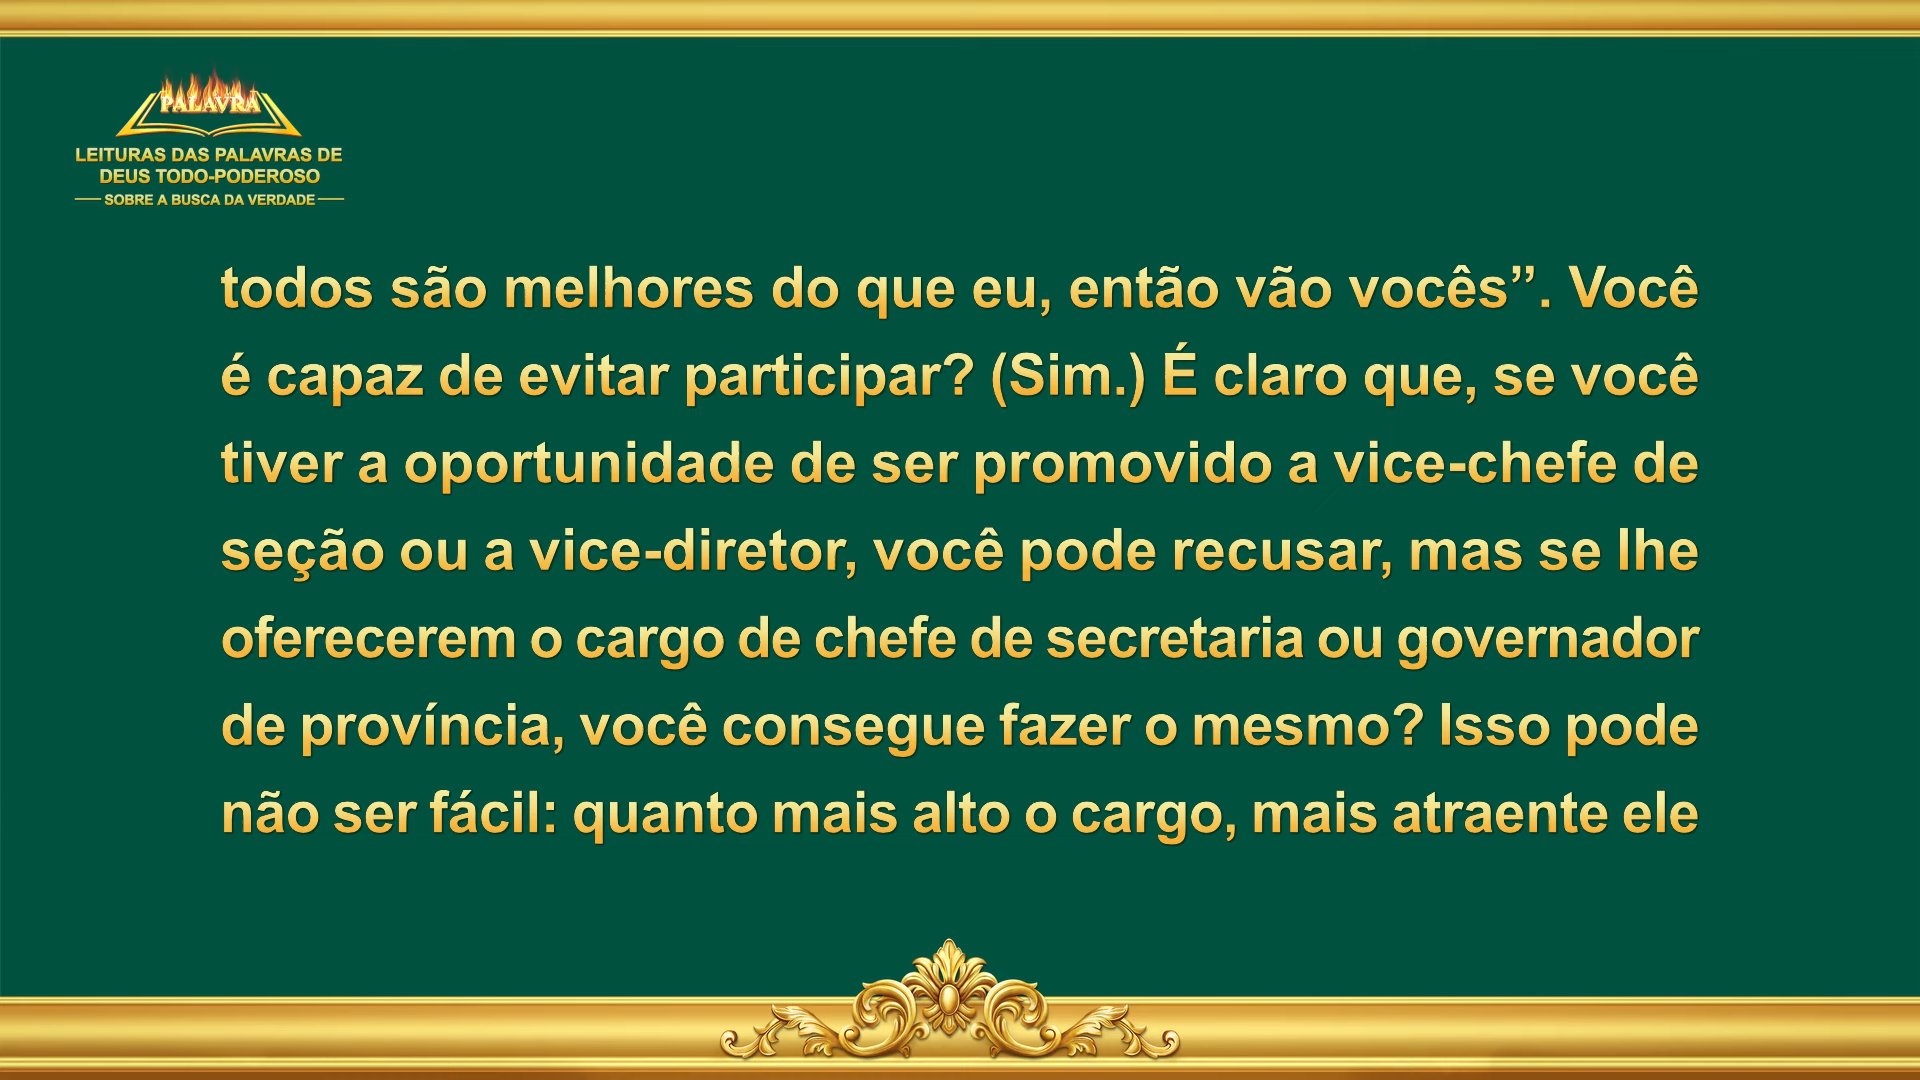 PALAVRA
LEITURAS DAS PALAVRAS DE
DEUS TODO-PODEROSO
SOBRE A BUSCA DA VERDADE
todos são melhores do que eu, então vão vocês”. Você
é capaz de evitar participar? (Sim.) É claro que, se você
tiver a oportunidade de ser promovido a vice-chefe de
seção ou a vice-diretor, você pode recusar, mas se lhe
oferecerem o cargo de chefe de secretaria ou governador
de província, você consegue fazer o mesmo? Isso pode
não ser fácil: quanto mais alto o cargo, mais atraente ele